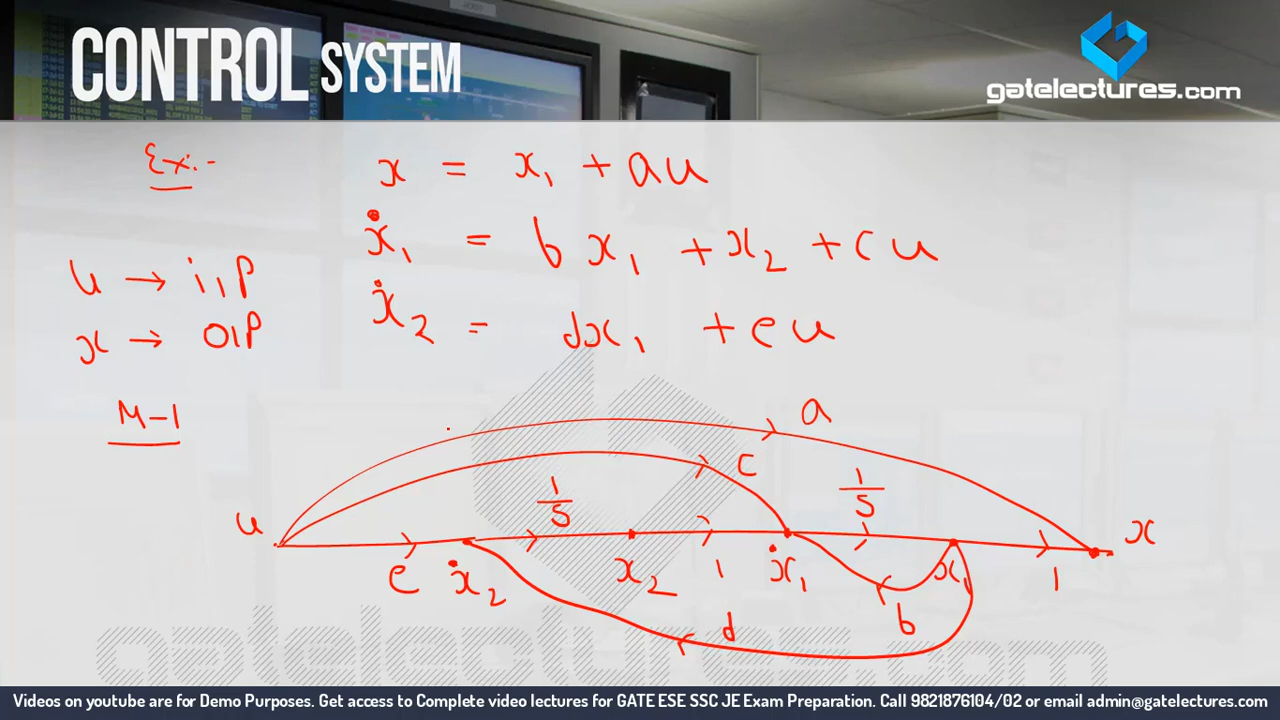 CONTROL SYSTEM
gatelectures.com
Ex:-
x = x₁ + au
ẋ₁ = bx₁ + x₂ + cu
u → i/P
ẋ₂ = dx₁ + eu
x → O/P
M-1
a
c
1/s
1/s
u
x
e
ẋ₂
x₂
1
ẋ₁
x₁
1
b
d
gatelectures.com
Videos on youtube are for Demo Purposes. Get access to Complete video lectures for GATE ESE SSC JE Exam Preparation. Call 9821876104/02 or email admin@gatelectures.com